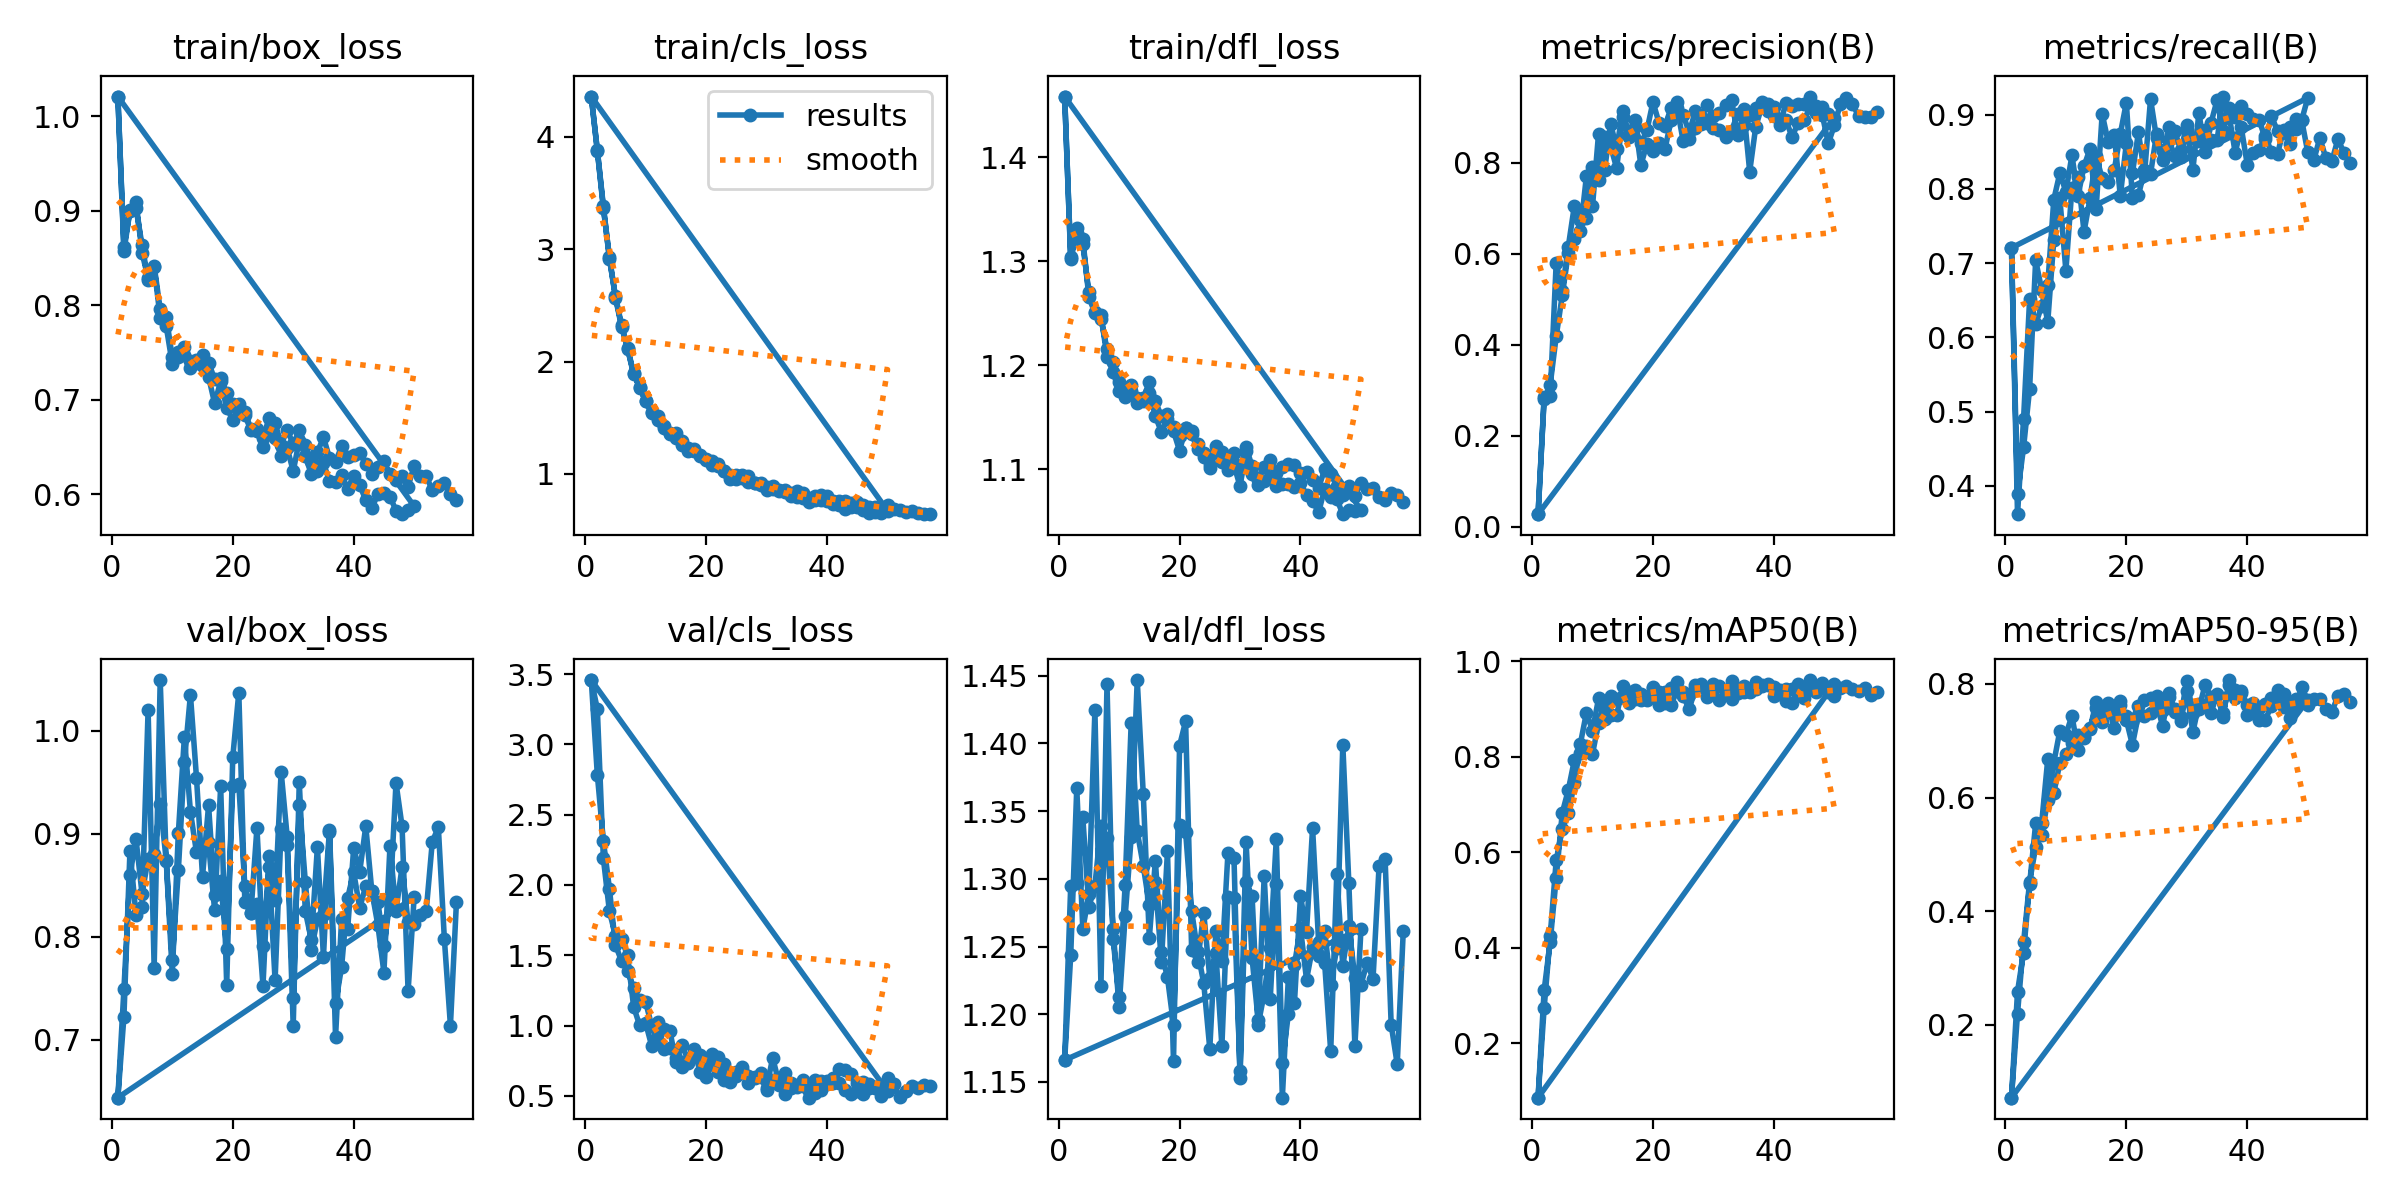 train/box_loss
train/cls_loss
train/dfl_loss
metrics/precision(B)
metrics/recall(B)
results
smooth
1.0
0.9
0.8
0.7
0.6
0 20 40
4
3
2
1
0 20 40
1.4
1.3
1.2
1.1
0 20 40
0.8
0.6
0.4
0.2
0.0
0 20 40
0.9
0.8
0.7
0.6
0.5
0.4
0 20 40
val/box_loss
val/cls_loss
val/dfl_loss
metrics/mAP50(B)
metrics/mAP50-95(B)
1.0
0.9
0.8
0.7
0 20 40
3.5
3.0
2.5
2.0
1.5
1.0
0.5
0 20 40
1.45
1.40
1.35
1.30
1.25
1.20
1.15
0 20 40
1.0
0.8
0.6
0.4
0.2
0 20 40
0.8
0.6
0.4
0.2
0 20 40